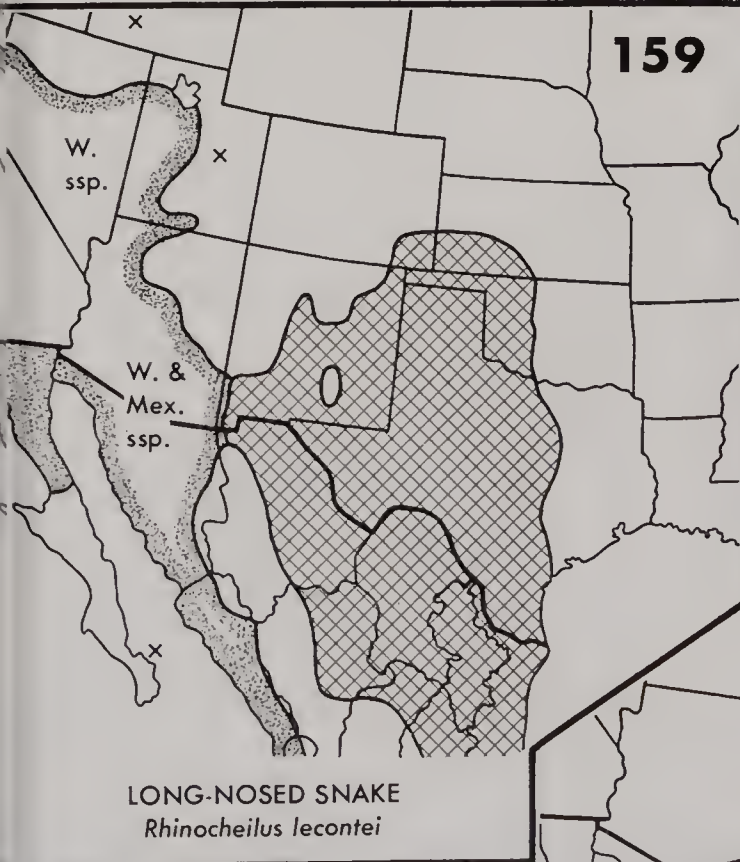 159
×
W.
ssp.
×
W. &
Mex.
ssp.
×
LONG-NOSED SNAKE
Rhinocheilus lecontei